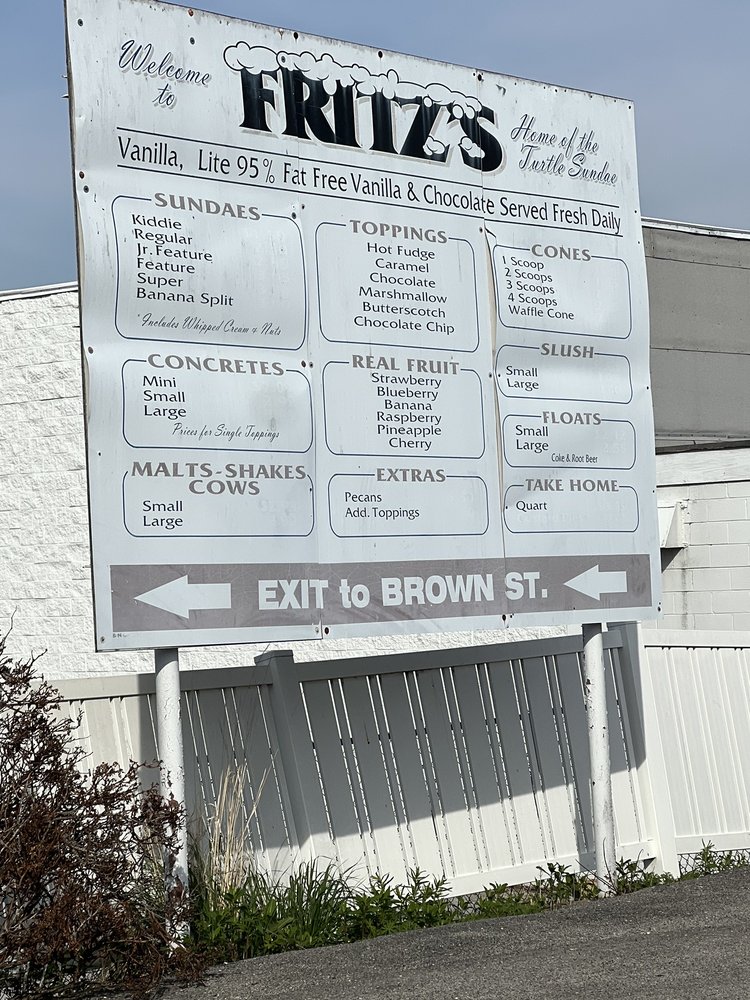 Welcome
to
FRITZ'S
Home of the
Turtle Sundae
Vanilla, Lite 95% Fat Free Vanilla & Chocolate Served Fresh Daily
SUNDAES
Kiddie
Regular
Jr. Feature
Feature
Super
Banana Split
*Includes Whipped Cream & Nuts
TOPPINGS
Hot Fudge
Caramel
Chocolate
Marshmallow
Butterscotch
Chocolate Chip
CONES
1 Scoop
2 Scoops
3 Scoops
4 Scoops
Waffle Cone
CONCRETES
Mini
Small
Large
Prices for Single Toppings
REAL FRUIT
Strawberry
Blueberry
Banana
Raspberry
Pineapple
Cherry
SLUSH
Small
Large
FLOATS
Small
Large
Coke & Root Beer
MALTS-SHAKES
COWS
Small
Large
EXTRAS
Pecans
Add. Toppings
TAKE HOME
Quart
EXIT to BROWN ST.